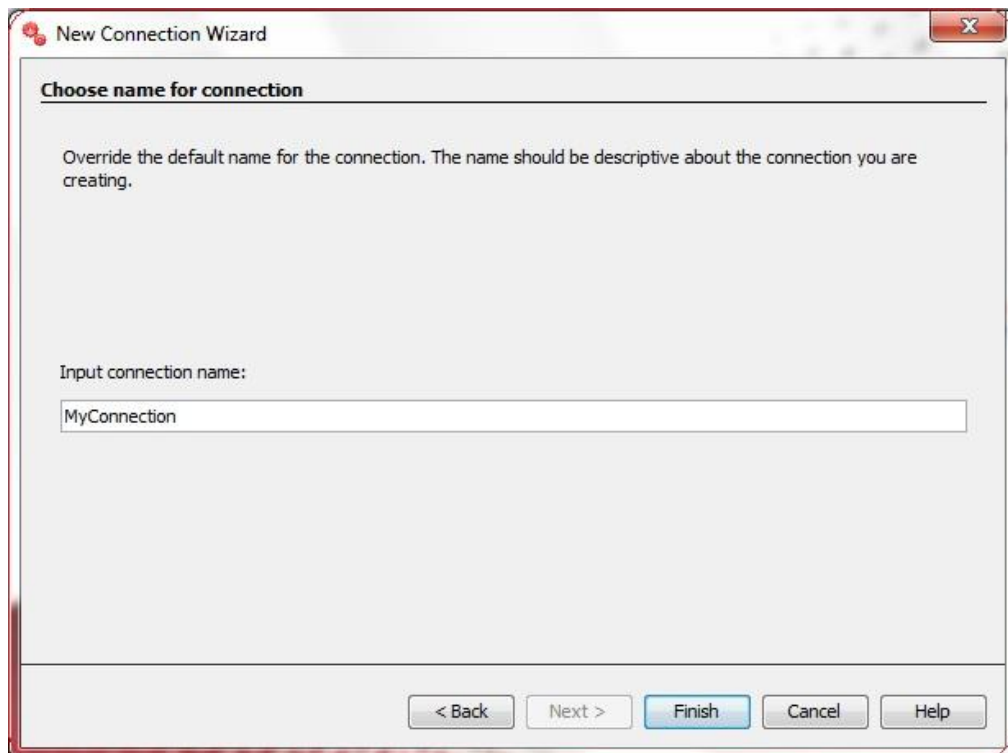 New Connection Wizard
X
Choose name for connection
Override the default name for the connection. The name should be descriptive about the connection you are
creating.
Input connection name:
MyConnection
< Back Next > Finish Cancel Help